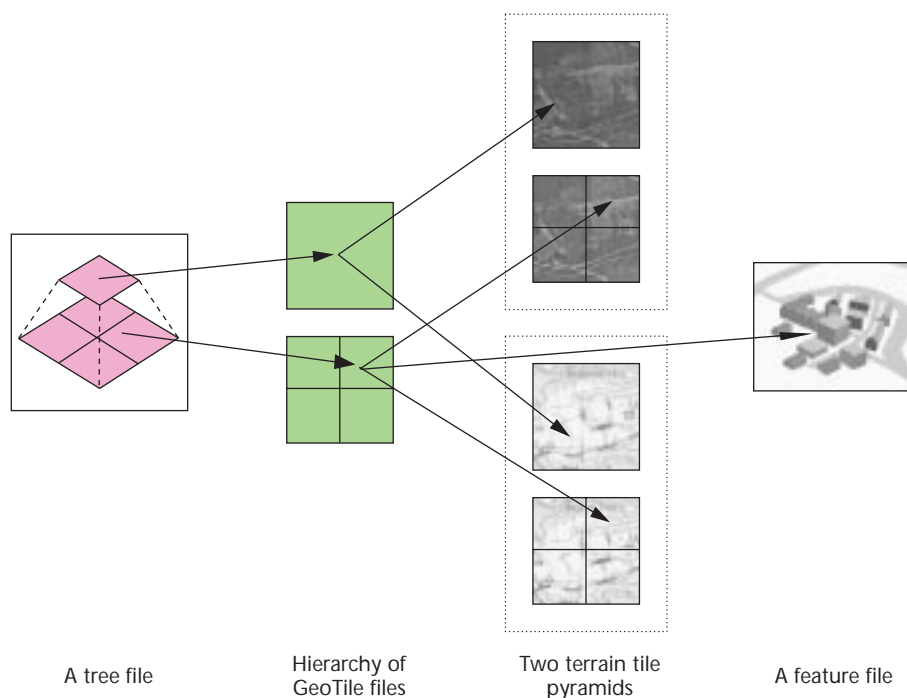 A tree file
Hierarchy of
GeoTile files
Two terrain tile
pyramids
A feature file